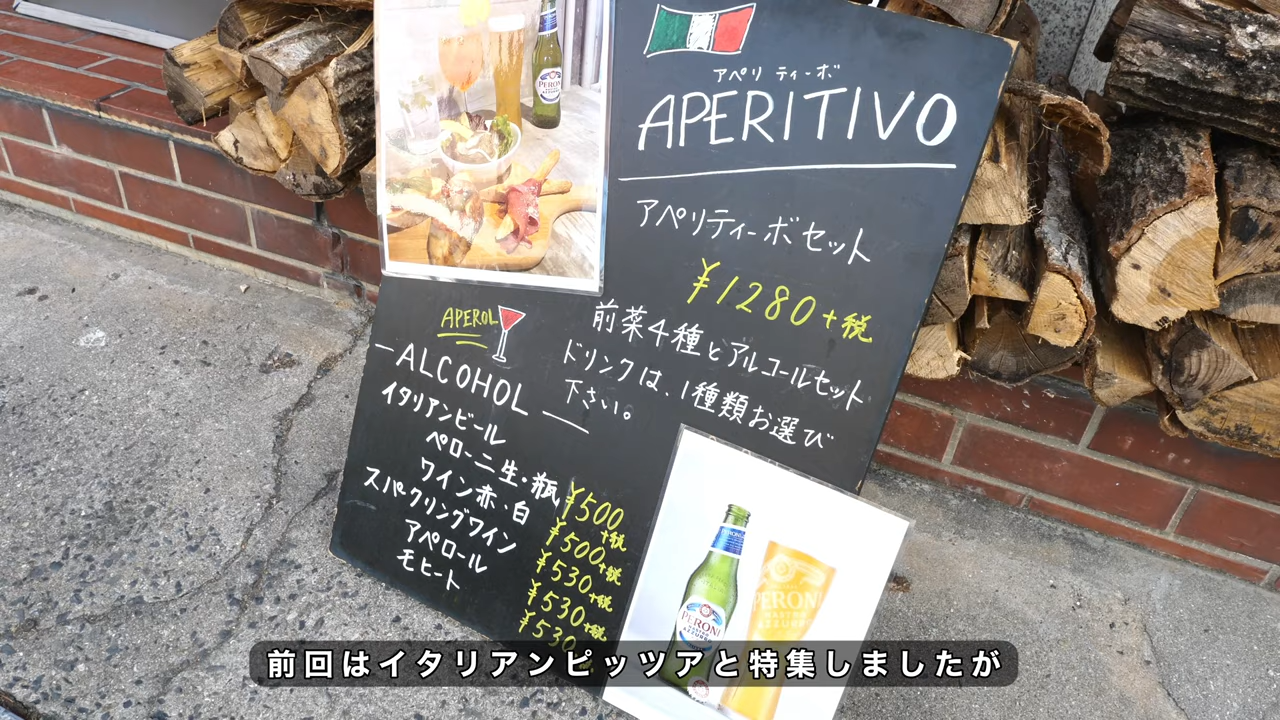 アペリティーボ
APERITIVO
アペリティーボセット
¥1280+税
前菜4種とアルコールセット
ドリンクは、1種類お選び
下さい。
APEROL
ALCOHOL
イタリアンビール
ペローニ生・瓶 ¥500+税
ワイン赤・白 ¥500+税
スパークリングワイン ¥530+税
アペロール ¥530+税
モヒート ¥530
PERONI
PERONI
PERONI
NASTRO
AZZURRO
前回はイタリアンピッツアと特集しましたが